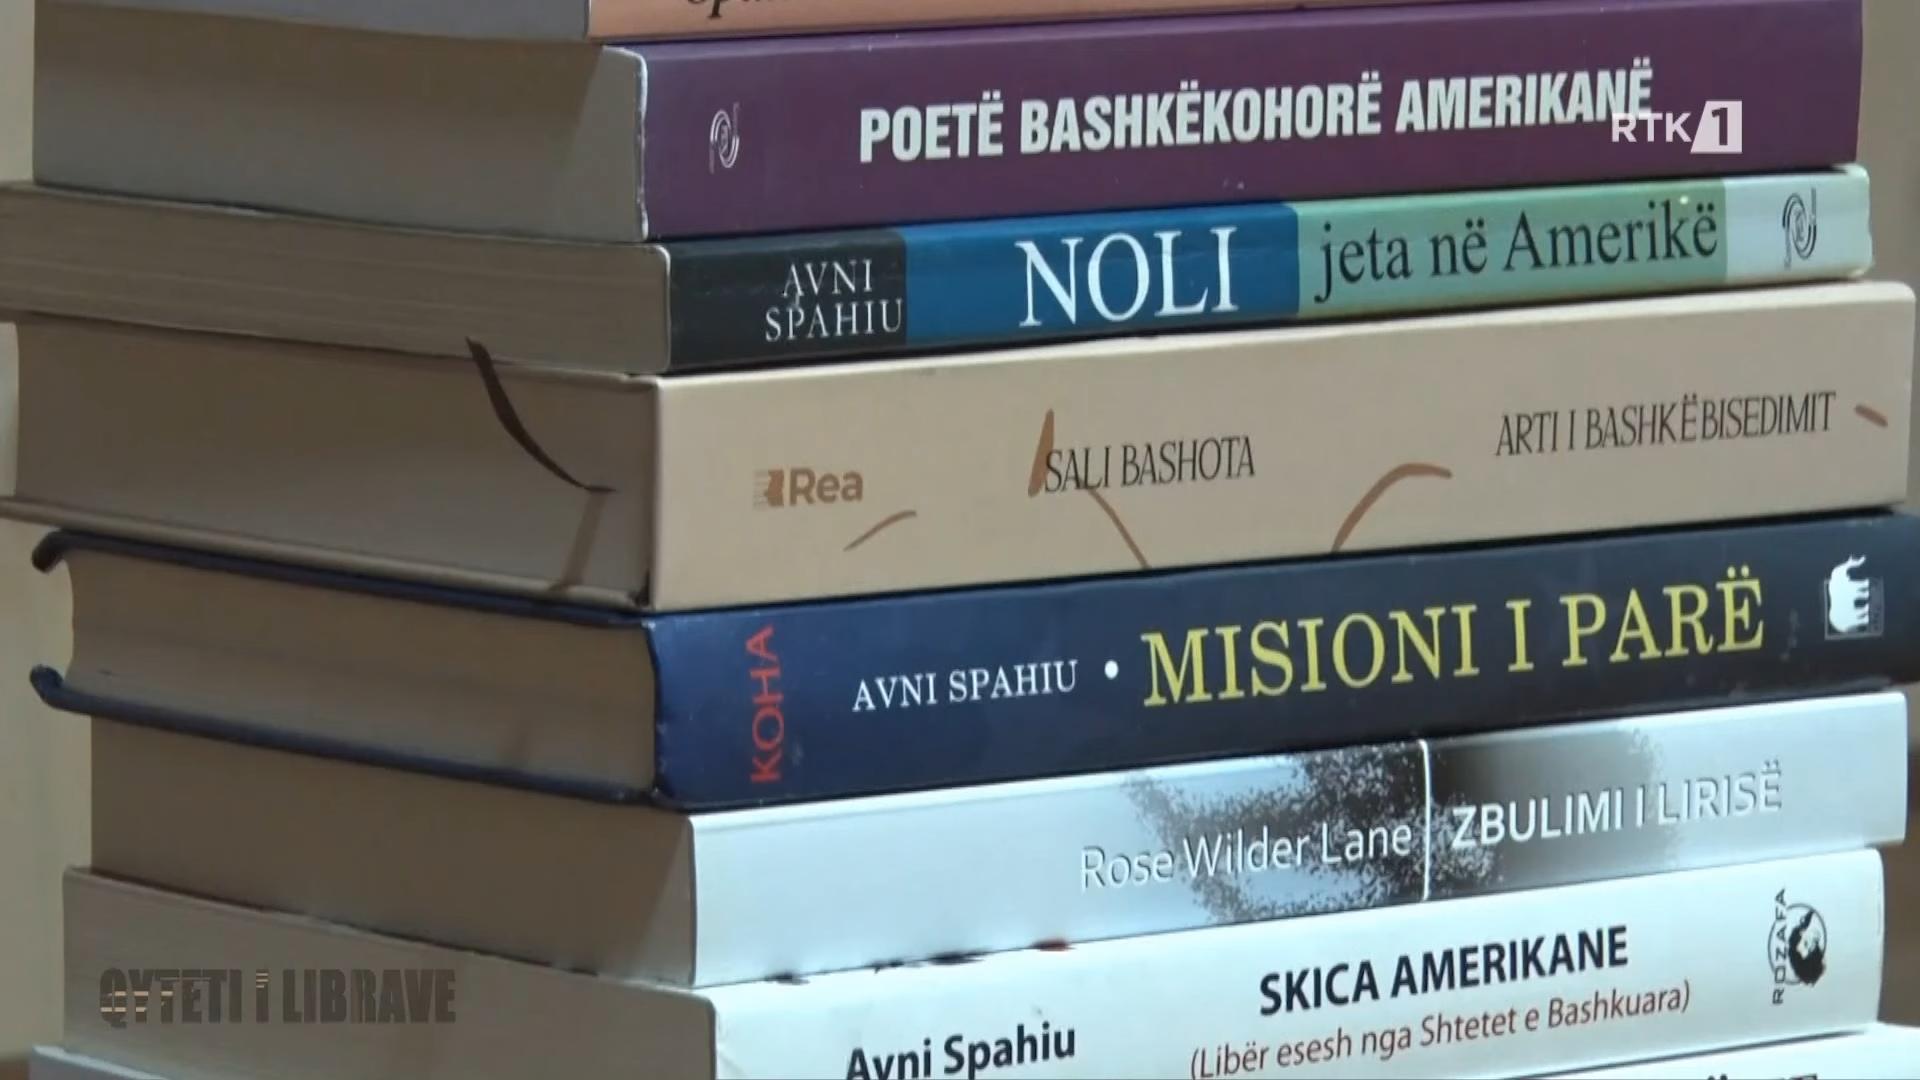 POETË BASHKËKOHORË AMERIKANË
RTK 1
AVNI
SPAHIU
NOLI
jeta në Amerikë
Rea
SALI BASHOTA
ARTI I BASHKËBISEDIMIT
KOHA
AVNI SPAHIU • MISIONI I PARË
Rose Wilder Lane | ZBULIMI I LIRISË
SKICA AMERIKANE
(Libër esesh nga Shtetet e Bashkuara)
Avni Spahiu
ROZAFA
QYTETI I LIBRAVE